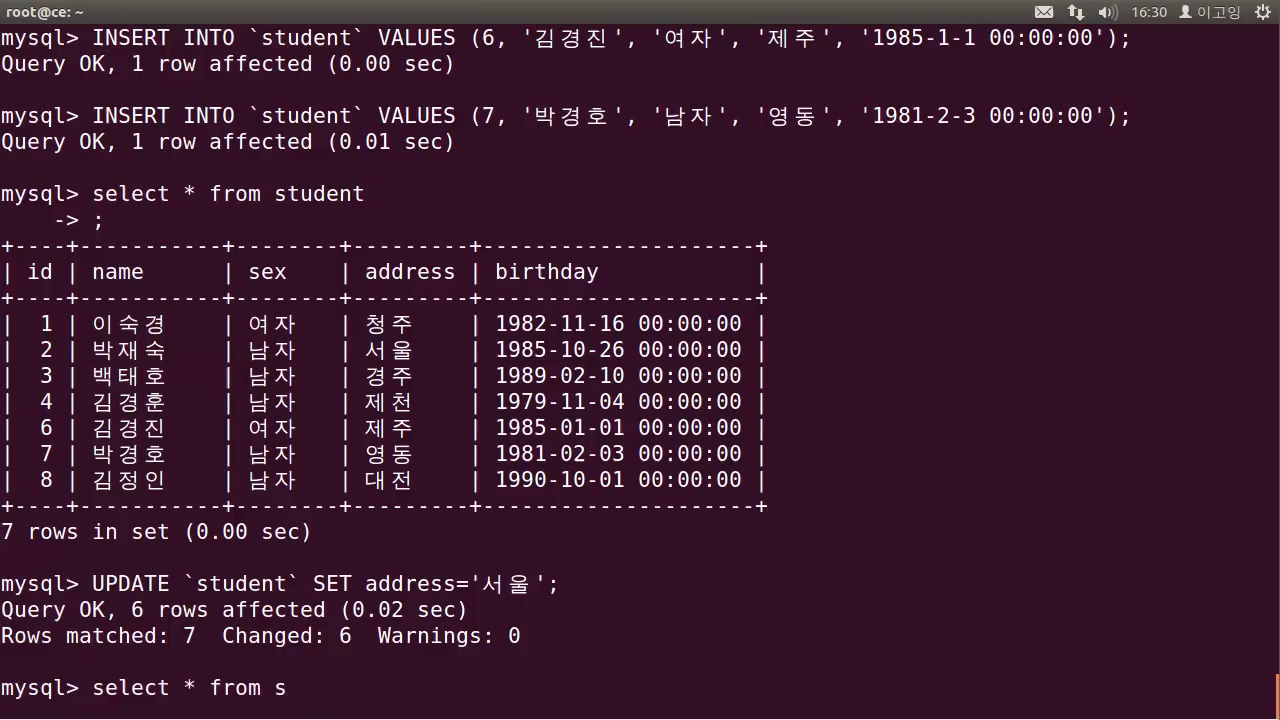 root@ce: ~ 16:30 이고잉
mysql> INSERT INTO `student` VALUES (6, '김경진', '여자', '제주', '1985-1-1 00:00:00');
Query OK, 1 row affected (0.00 sec)
mysql> INSERT INTO `student` VALUES (7, '박경호', '남자', '영동', '1981-2-3 00:00:00');
Query OK, 1 row affected (0.01 sec)
mysql> select * from student
    -> ;
+----+-----------+--------+---------+---------------------+
| id | name      | sex    | address | birthday            |
+----+-----------+--------+---------+---------------------+
|  1 | 이숙경    | 여자   | 청주    | 1982-11-16 00:00:00 |
|  2 | 박재숙    | 남자   | 서울    | 1985-10-26 00:00:00 |
|  3 | 백태호    | 남자   | 경주    | 1989-02-10 00:00:00 |
|  4 | 김경훈    | 남자   | 제천    | 1979-11-04 00:00:00 |
|  6 | 김경진    | 여자   | 제주    | 1985-01-01 00:00:00 |
|  7 | 박경호    | 남자   | 영동    | 1981-02-03 00:00:00 |
|  8 | 김정인    | 남자   | 대전    | 1990-10-01 00:00:00 |
+----+-----------+--------+---------+---------------------+
7 rows in set (0.00 sec)
mysql> UPDATE `student` SET address='서울';
Query OK, 6 rows affected (0.02 sec)
Rows matched: 7  Changed: 6  Warnings: 0
mysql> select * from s